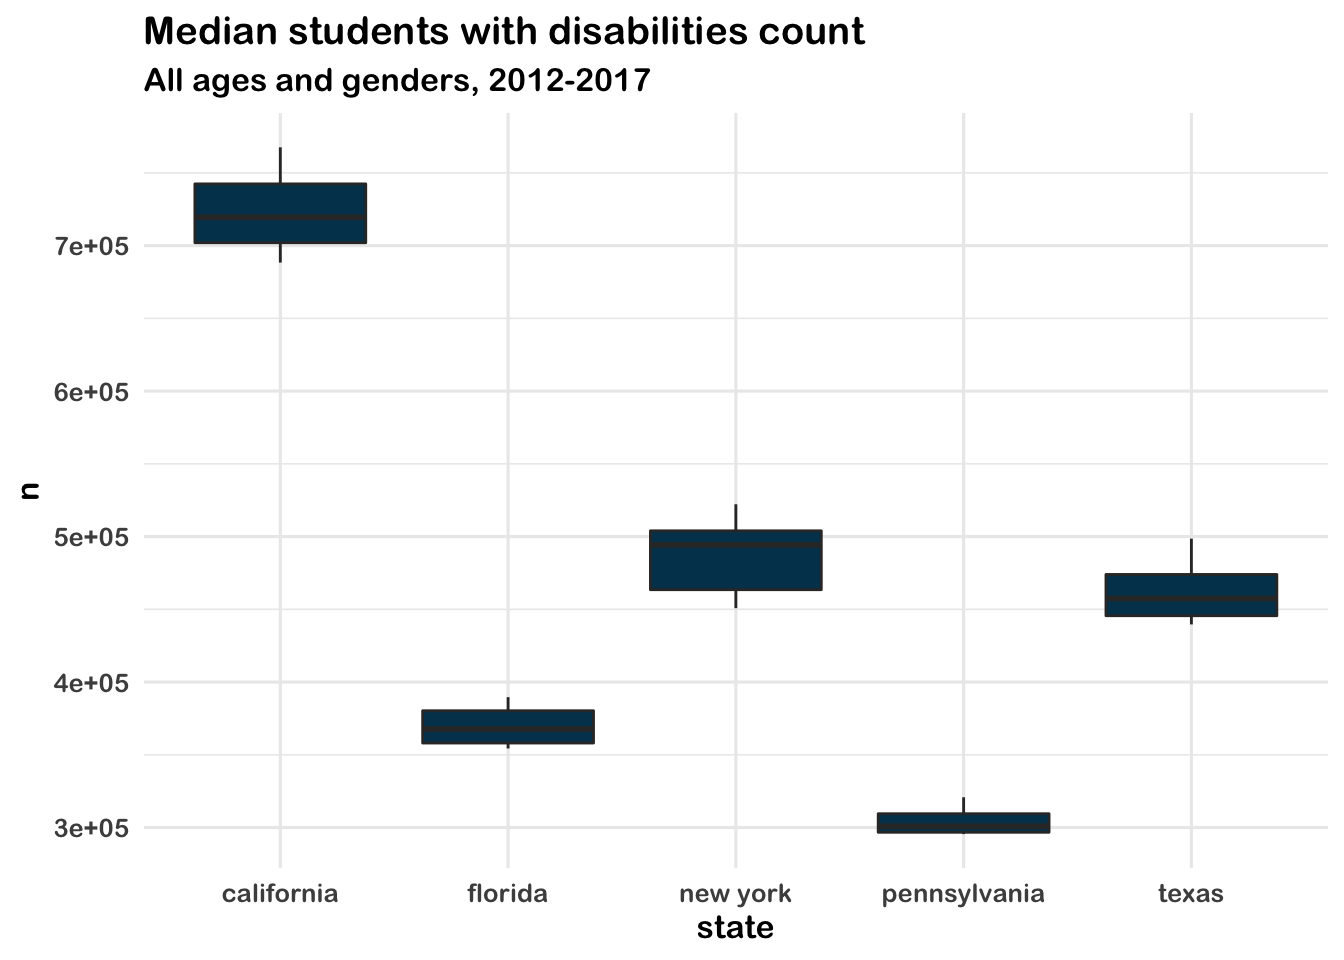 Median students with disabilities count
All ages and genders, 2012-2017
7e+05
6e+05
5e+05
4e+05
3e+05
n
california florida new york pennsylvania texas
state